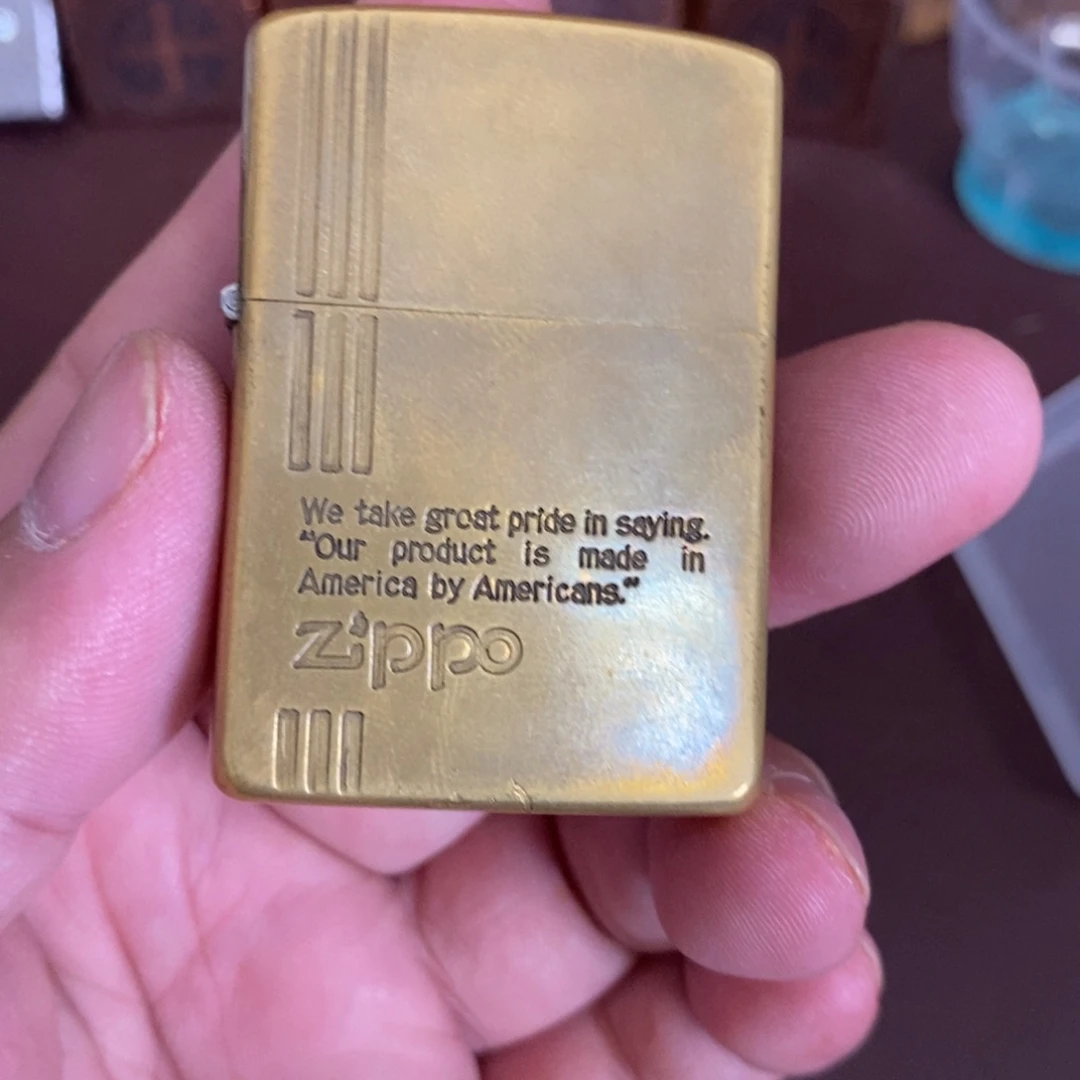 We take great pride in saying.
“Our product is made in
America by Americans.”
Zippo